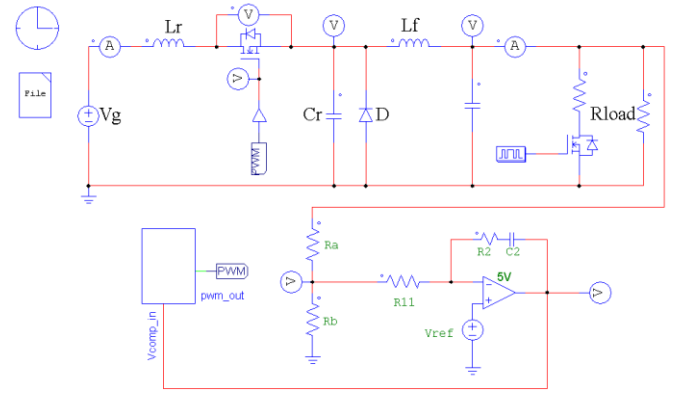 Lr
V
A
V
V
Lf
A
V
File
Vg
Cr
D
Rload
PWM
Ra
R2
C2
PWM
V
R11
5V
V
pwm_out
Rb
Vref
Vcomp_in